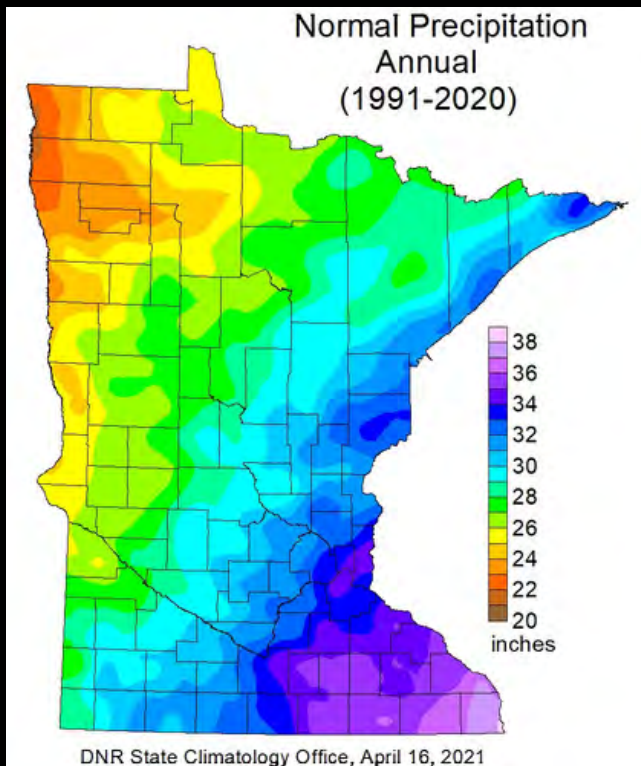 Normal Precipitation
Annual
(1991-2020)
38
36
34
32
30
28
26
24
22
20
inches
DNR State Climatology Office, April 16, 2021